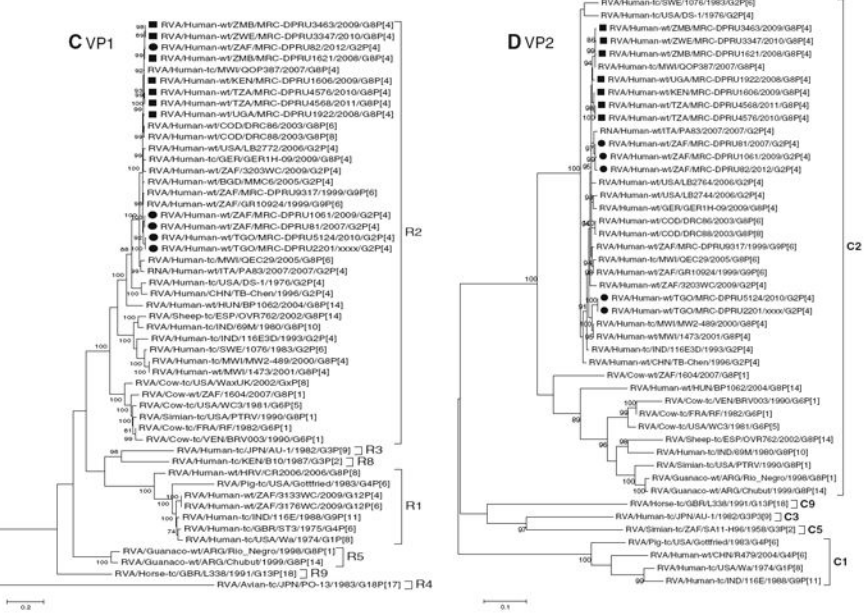 C VP1
RVA/Human-wt/ZMB/MRC-DPRU3463/2009/G8P[4]
RVA/Human-wt/ZWE/MRC-DPRU3347/2010/G8P[4]
RVA/Human-wt/ZAF/MRC-DPRU82/2012/G2P[4]
RVA/Human-wt/ZMB/MRC-DPRU1621/2008/G8P[4]
RVA/Human-tc/MWI/QOP387/2007/G8P[4]
RVA/Human-wt/KEN/MRC-DPRU1606/2009/G8P[4]
RVA/Human-wt/TZA/MRC-DPRU4576/2010/G8P[4]
RVA/Human-wt/TZA/MRC-DPRU4568/2011/G8P[4]
RVA/Human-wt/UGA/MRC-DPRU1922/2008/G8P[4]
RVA/Human-wt/COD/DRC86/2003/G8P[6]
RVA/Human-wt/COD/DRC88/2003/G8P[8]
RVA/Human-wt/USA/LB2772/2006/G2P[4]
RVA/Human-tc/GER/GER1H-09/2009/G8P[4]
RVA/Human-wt/ZAF/3203WC/2009/G2P[4]
RVA/Human-wt/BGD/MMC6/2005/G2P[4]
RVA/Human-wt/ZAF/MRC-DPRU9317/1999/G9P[6]
RVA/Human-wt/ZAF/GR10924/1999/G9P[6]
RVA/Human-wt/ZAF/MRC-DPRU1061/2009/G2P[4]
RVA/Human-wt/ZAF/MRC-DPRU81/2007/G2P[4]
RVA/Human-wt/TGO/MRC-DPRU5124/2010/G2P[4]
RVA/Human-wt/TGO/MRC-DPRU2201/xxxx/G2P[4]
RVA/Human-tc/MWI/QEC29/2005/G8P[6]
RNA/Human-wt/ITA/PA83/2007/2007/G2P[4]
RVA/Human-tc/USA/DS-1/1976/G2P[4]
RVA/Human/CHN/TB-Chen/1996/G2P[4]
RVA/Human-wt/HUN/BP1062/2004/G8P[14]
RVA/Sheep-tc/ESP/OVR762/2002/G8P[14]
RVA/Human-tc/IND/69M/1980/G8P[10]
RVA/Human-tc/IND/116E3D/1993/G2P[4]
RVA/Human-tc/SWE/1076/1983/G2P[6]
RVA/Human-tc/MWI/MW2-489/2000/G8P[4]
RVA/Human-wt/MWI/1473/2001/G8P[4]
RVA/Cow-tc/USA/WaxUK/2002/GxP[8]
RVA/Cow-wt/ZAF/1604/2007/G8P[1]
RVA/Cow-tc/USA/WC3/1981/G6P[5]
RVA/Simian-tc/USA/PTRV/1990/G8P[1]
RVA/Cow-tc/FRA/RF/1982/G6P[1]
RVA/Cow-tc/VEN/BRV003/1990/G6P[1]
R2
RVA/Human-tc/JPN/AU-1/1982/G3P[9] R3
RVA/Human-tc/KEN/B10/1987/G3P[2] R8
RVA/Human-wt/HRV/CR2006/2006/G8P[8]
RVA/Pig-tc/USA/Gottfried/1983/G4P[6]
RVA/Human-wt/ZAF/3133WC/2009/G12P[4]
RVA/Human-wt/ZAF/3176WC/2009/G12P[6]
RVA/Human-tc/IND/116E/1988/G9P[11]
RVA/Human-tc/GBR/ST3/1975/G4P[6]
RVA/Human-tc/USA/Wa/1974/G1P[8]
R1
RVA/Guanaco-wt/ARG/Rio_Negro/1998/G8P[1]
RVA/Guanaco-wt/ARG/Chubut/1999/G8P[14]
R5
RVA/Horse-tc/GBR/L338/1991/G13P[18] R9
RVA/Avian-tc/JPN/PO-13/1983/G18P[17] R4
0.2
D VP2
RVA/Human-tc/SWE/1076/1983/G2P[6]
RVA/Human-tc/USA/DS-1/1976/G2P[4]
RVA/Human-wt/ZMB/MRC-DPRU3463/2009/G8P[4]
RVA/Human-wt/ZWE/MRC-DPRU3347/2010/G8P[4]
RVA/Human-wt/ZMB/MRC-DPRU1621/2008/G8P[4]
RVA/Human-tc/MWI/QOP387/2007/G8P[4]
RVA/Human-wt/UGA/MRC-DPRU1922/2008/G8P[4]
RVA/Human-wt/KEN/MRC-DPRU1606/2009/G8P[4]
RVA/Human-wt/TZA/MRC-DPRU4568/2011/G8P[4]
RVA/Human-wt/TZA/MRC-DPRU4576/2010/G8P[4]
RNA/Human-wt/ITA/PA83/2007/2007/G2P[4]
RVA/Human-wt/ZAF/MRC-DPRU81/2007/G2P[4]
RVA/Human-wt/ZAF/MRC-DPRU1061/2009/G2P[4]
RVA/Human-wt/ZAF/MRC-DPRU82/2012/G2P[4]
RVA/Human-wt/USA/LB2764/2006/G2P[4]
RVA/Human-wt/USA/LB2744/2006/G2P[4]
RVA/Human-wt/GER/GER1H-09/2009/G8P[4]
RVA/Human-wt/COD/DRC86/2003/G8P[6]
RVA/Human-wt/COD/DRC88/2003/G8P[8]
RVA/Human-wt/ZAF/MRC-DPRU9317/1999/G9P[6]
RVA/Human-wt/MWI/QEC29/2005/G8P[4]
RVA/Human-wt/ZAF/GR10924/1999/G9P[6]
RVA/Human-wt/ZAF/3203WC/2009/G2P[4]
RVA/Human-wt/TGO/MRC-DPRU5124/2010/G2P[4]
RVA/Human-wt/TGO/MRC-DPRU2201/xxxx/G2P[4]
RVA/Human-tc/MWI/MW2-489/2000/G8P[4]
RVA/Human-wt/MWI/1473/2001/G8P[4]
RVA/Human-tc/IND/116E3D/1993/G2P[4]
RVA/Human-wt/CHN/TB-Chen/1996/G2P[4]
RVA/Cow-wt/ZAF/1604/2007/G8P[1]
RVA/Human-wt/HUN/BP1062/2004/G8P[14]
RVA/Cow-tc/VEN/BRV003/1990/G6P[1]
RVA/Cow-tc/FRA/RF/1982/G6P[1]
RVA/Cow-tc/USA/WC3/1981/G6P[5]
RVA/Sheep-tc/ESP/OVR762/2002/G8P[14]
RVA/Human-tc/IND/69M/1980/G8P[10]
RVA/Simian-tc/USA/PTRV/1990/G8P[1]
RVA/Guanaco-wt/ARG/Rio_Negro/1998/G8P[1]
RVA/Guanaco-wt/ARG/Chubut/1999/G8P[14]
C2
RVA/Horse-tc/GBR/L338/1991/G13P[18] C9
RVA/Human-tc/JPN/AU-1/1982/G3P3[9] C3
RVA/Simian-tc/ZAF/SA11-H96/1958/G3P[2] C5
RVA/Pig-tc/USA/Gottfried/1983/G4P[6]
RVA/Human-wt/CHN/R479/2004/G4P[6]
RVA/Human-tc/USA/Wa/1974/G1P[8]
RVA/Human-tc/IND/116E/1988/G9P[11]
C1
0.1